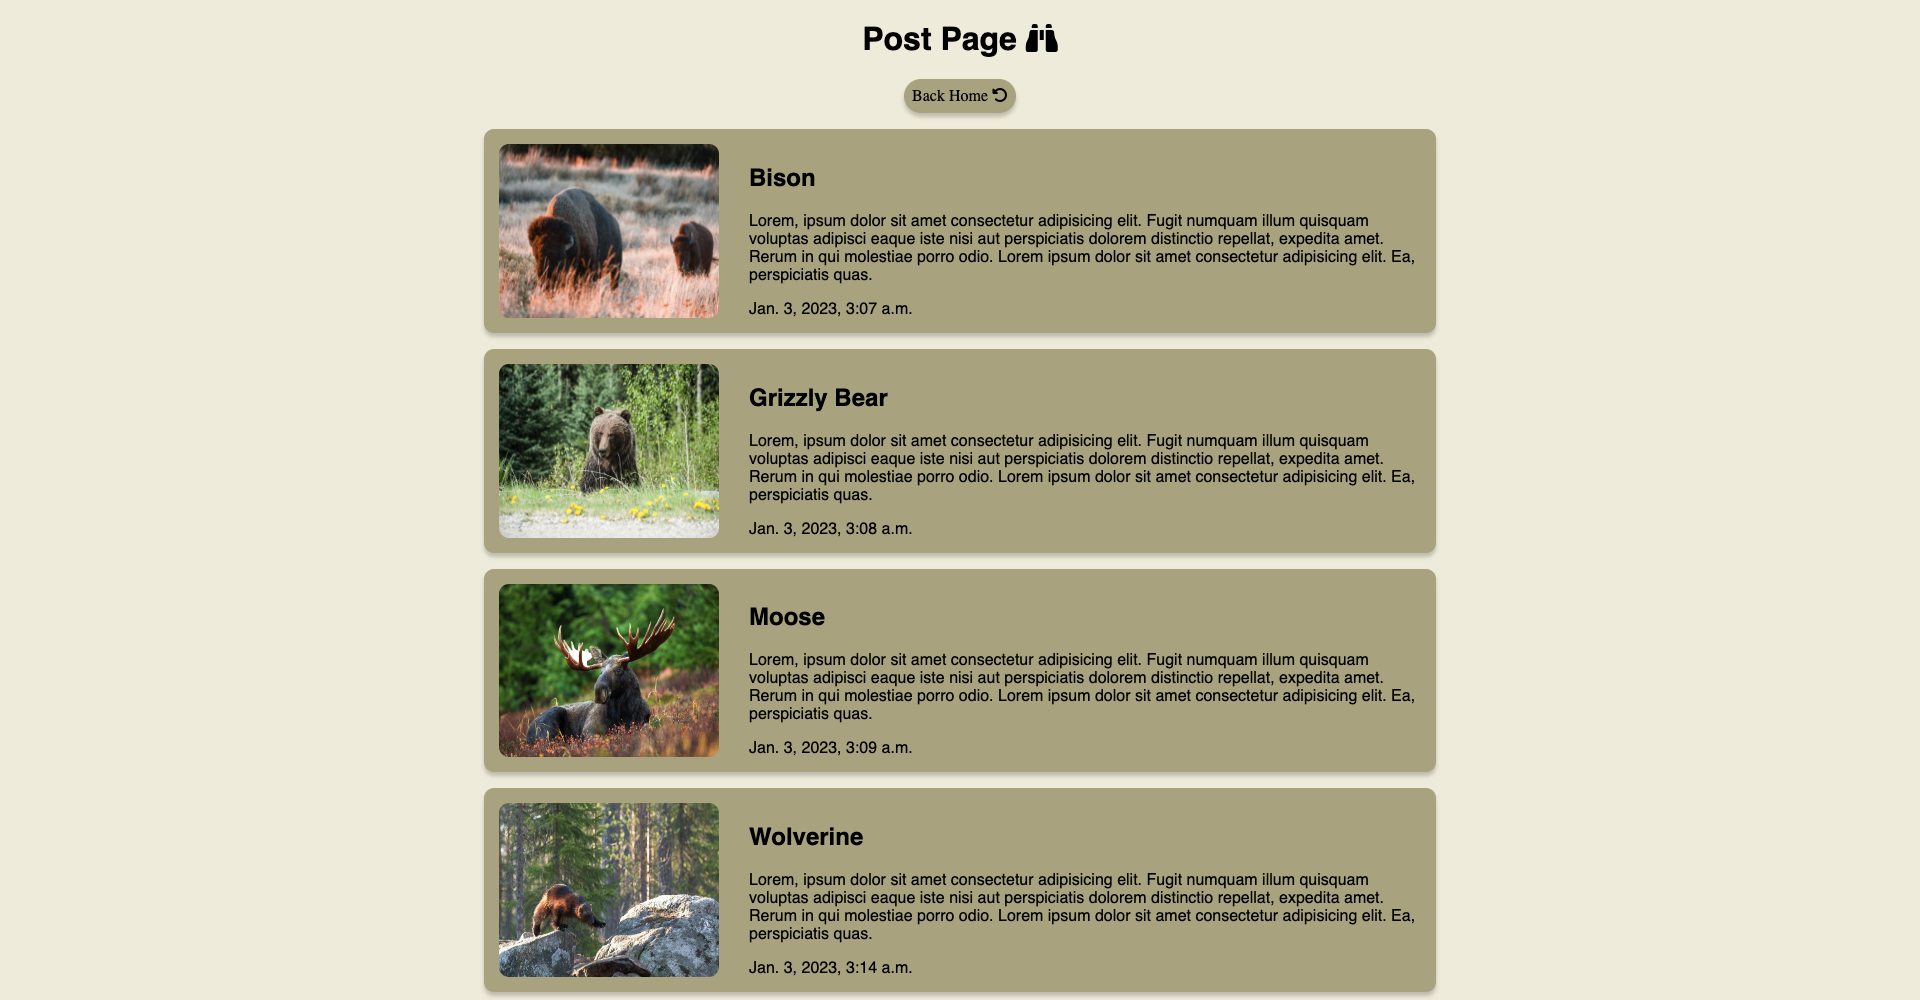 Post Page
Back Home
Bison
Lorem, ipsum dolor sit amet consectetur adipisicing elit. Fugit numquam illum quisquam
voluptas adipisci eaque iste nisi aut perspiciatis dolorem distinctio repellat, expedita amet.
Rerum in qui molestiae porro odio. Lorem ipsum dolor sit amet consectetur adipisicing elit. Ea,
perspiciatis quas.
Jan. 3, 2023, 3:07 a.m.
Grizzly Bear
Lorem, ipsum dolor sit amet consectetur adipisicing elit. Fugit numquam illum quisquam
voluptas adipisci eaque iste nisi aut perspiciatis dolorem distinctio repellat, expedita amet.
Rerum in qui molestiae porro odio. Lorem ipsum dolor sit amet consectetur adipisicing elit. Ea,
perspiciatis quas.
Jan. 3, 2023, 3:08 a.m.
Moose
Lorem, ipsum dolor sit amet consectetur adipisicing elit. Fugit numquam illum quisquam
voluptas adipisci eaque iste nisi aut perspiciatis dolorem distinctio repellat, expedita amet.
Rerum in qui molestiae porro odio. Lorem ipsum dolor sit amet consectetur adipisicing elit. Ea,
perspiciatis quas.
Jan. 3, 2023, 3:09 a.m.
Wolverine
Lorem, ipsum dolor sit amet consectetur adipisicing elit. Fugit numquam illum quisquam
voluptas adipisci eaque iste nisi aut perspiciatis dolorem distinctio repellat, expedita amet.
Rerum in qui molestiae porro odio. Lorem ipsum dolor sit amet consectetur adipisicing elit. Ea,
perspiciatis quas.
Jan. 3, 2023, 3:14 a.m.